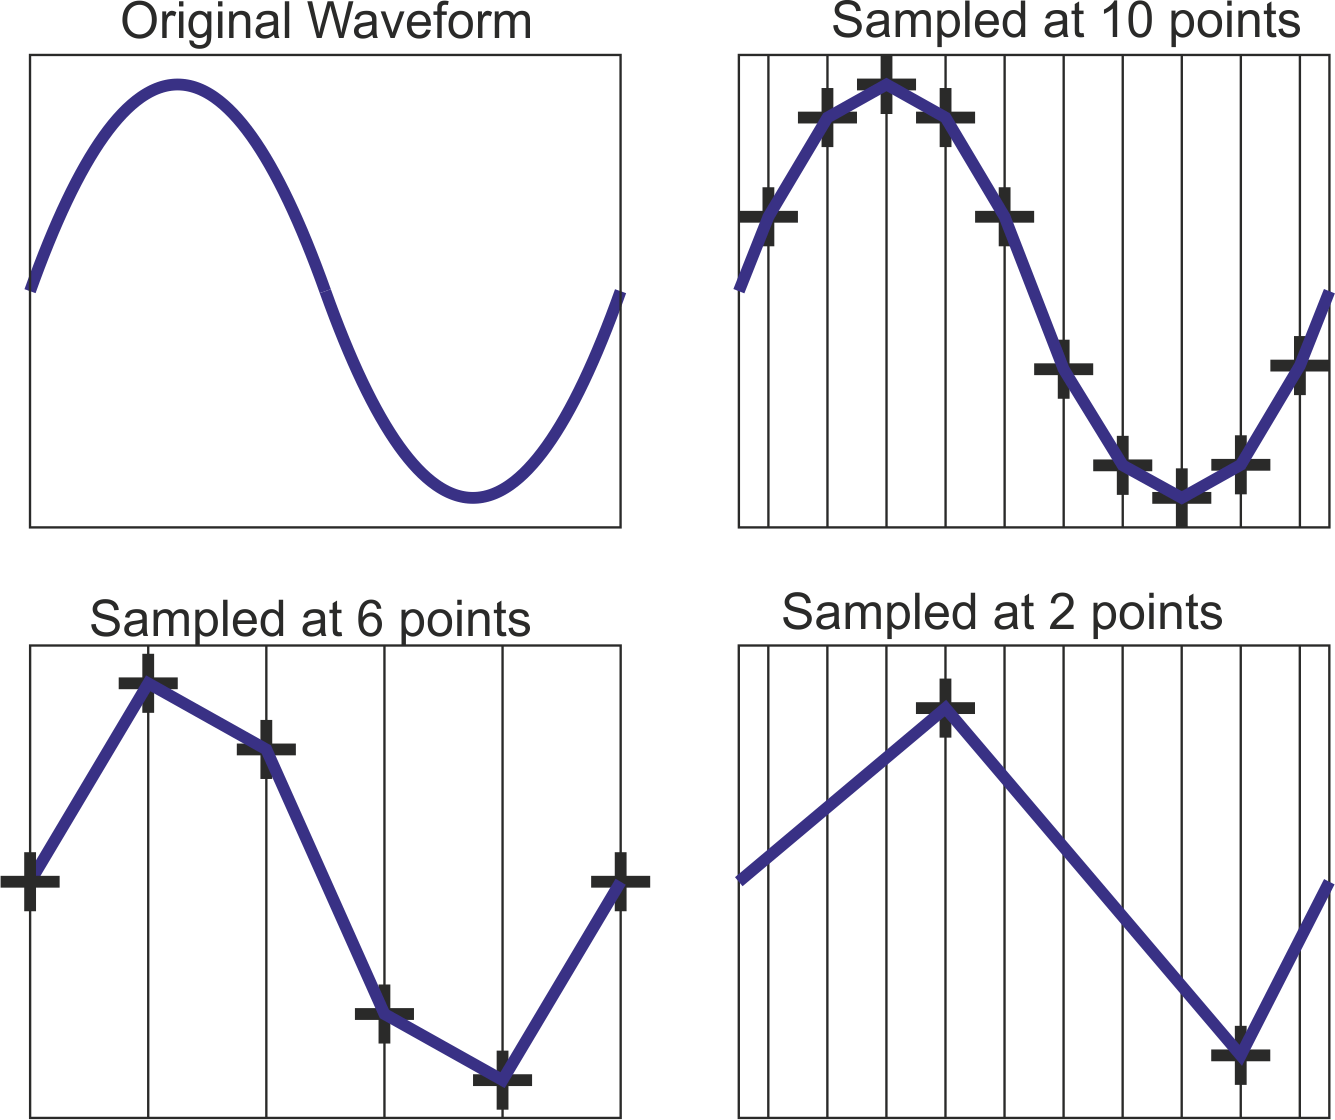 Original Waveform
Sampled at 10 points
Sampled at 6 points
Sampled at 2 points